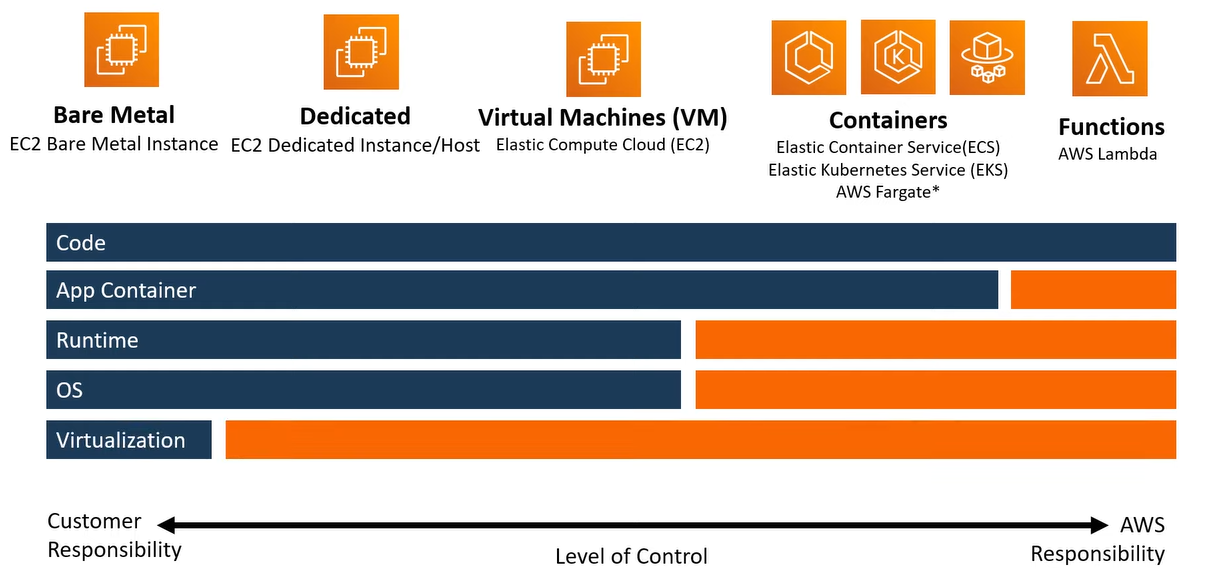 Bare Metal
EC2 Bare Metal Instance
Dedicated
EC2 Dedicated Instance/Host
Virtual Machines (VM)
Elastic Compute Cloud (EC2)
K
Containers
Elastic Container Service(ECS)
Elastic Kubernetes Service (EKS)
AWS Fargate*
Functions
AWS Lambda
Code
App Container
Runtime
OS
Virtualization
Customer
Responsibility
Level of Control
AWS
Responsibility